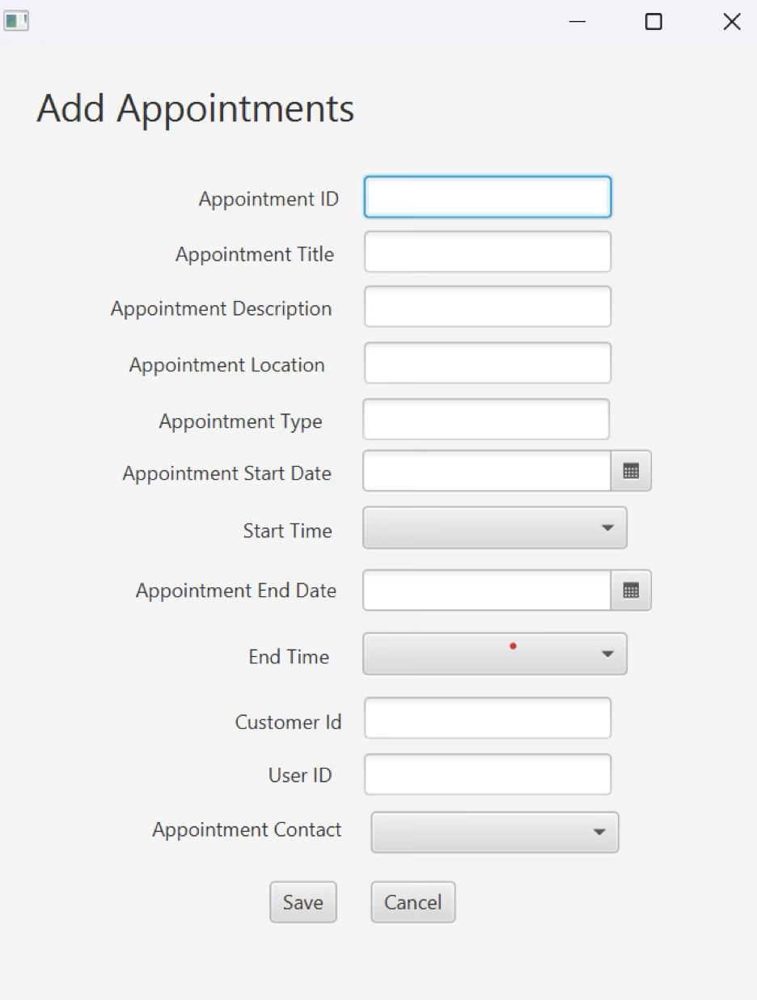 Add Appointments
Appointment ID
Appointment Title
Appointment Description
Appointment Location
Appointment Type
Appointment Start Date
Start Time
Appointment End Date
End Time
Customer Id
User ID
Appointment Contact
Save Cancel